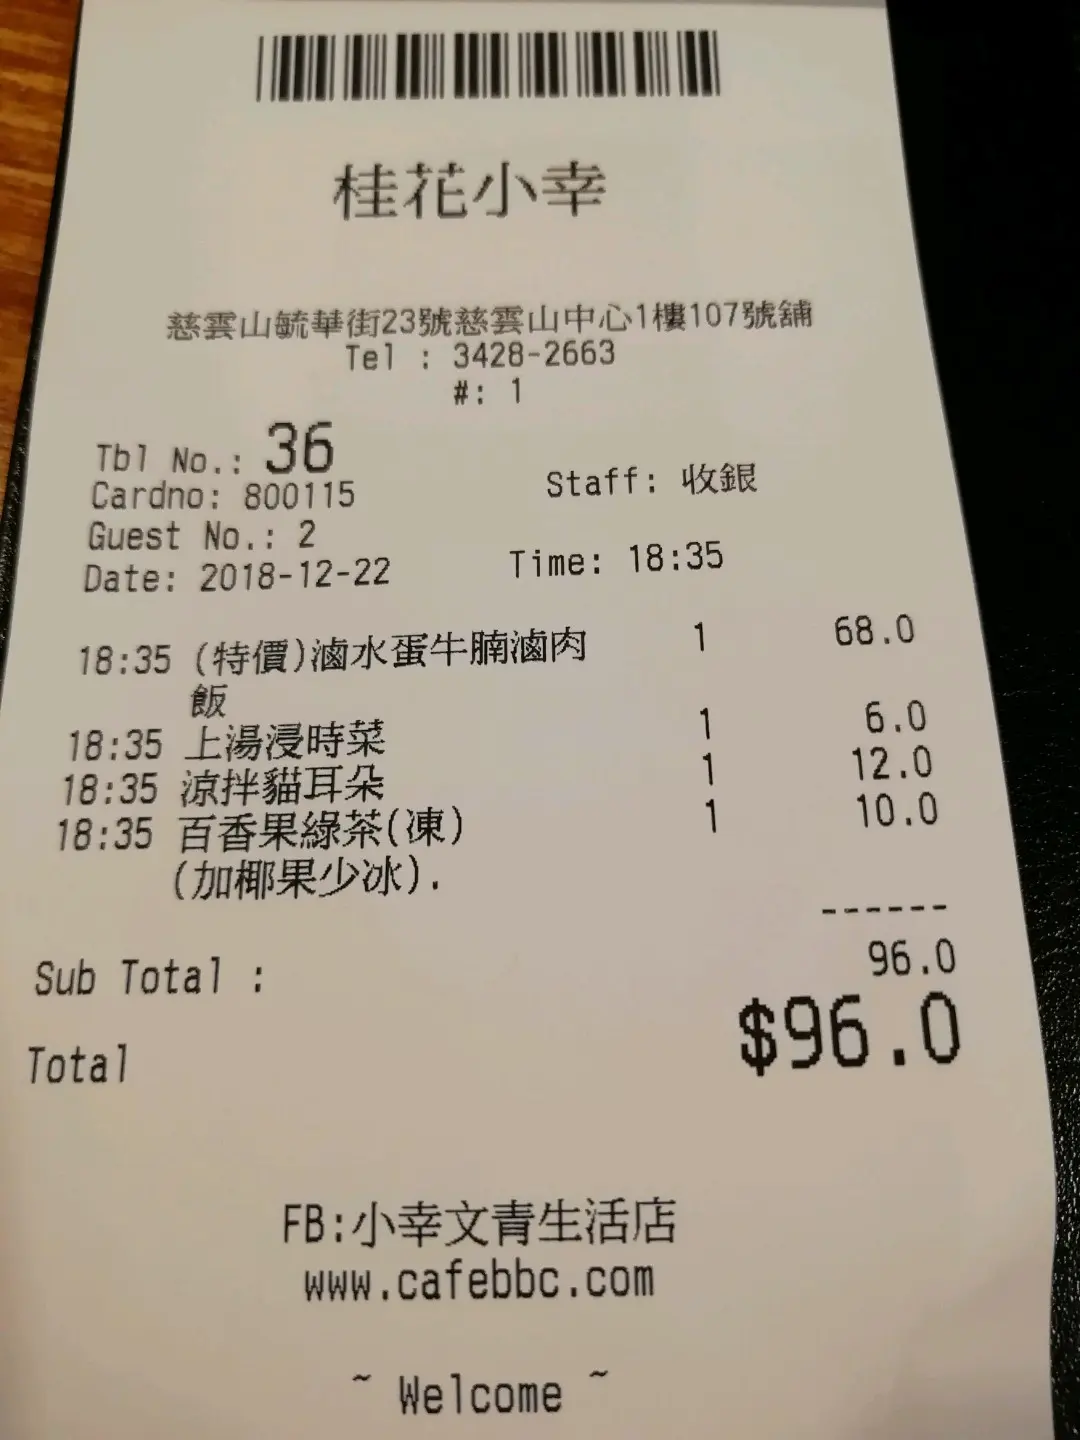 桂花小幸
慈雲山毓華街23號慈雲山中心1樓107號舖
Tel : 3428-2663
#: 1
Tbl No.: 36
Cardno: 800115 Staff: 收銀
Guest No.: 2
Date: 2018-12-22 Time: 18:35
18:35 (特價)滷水蛋牛腩滷肉 1 68.0
飯
18:35 上湯浸時菜 1 6.0
18:35 涼拌貓耳朵 1 12.0
18:35 百香果綠茶(凍) 1 10.0
(加椰果少冰).
------
Sub Total : 96.0
Total $96.0
FB:小幸文青生活店
www.cafebbc.com
~ Welcome ~